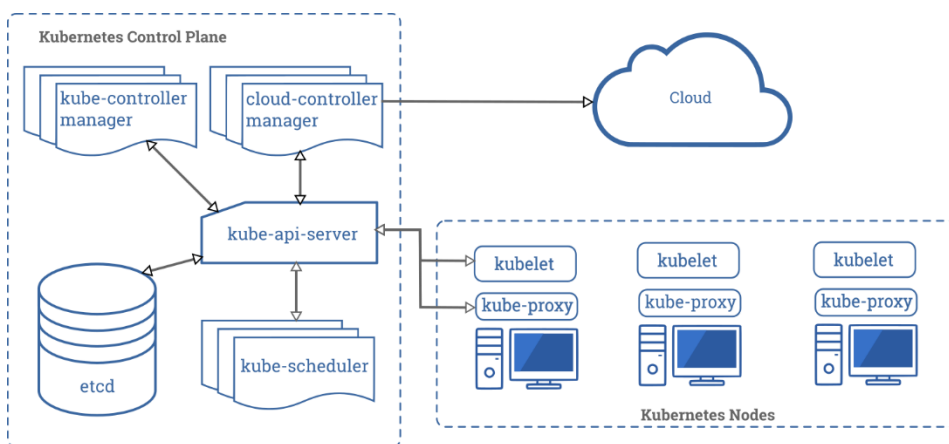 Kubernetes Control Plane
kube-controller
manager
cloud-controller
manager
Cloud
kube-api-server
kubelet
kubelet
kubelet
kube-proxy
kube-proxy
kube-proxy
etcd
kube-scheduler
Kubernetes Nodes